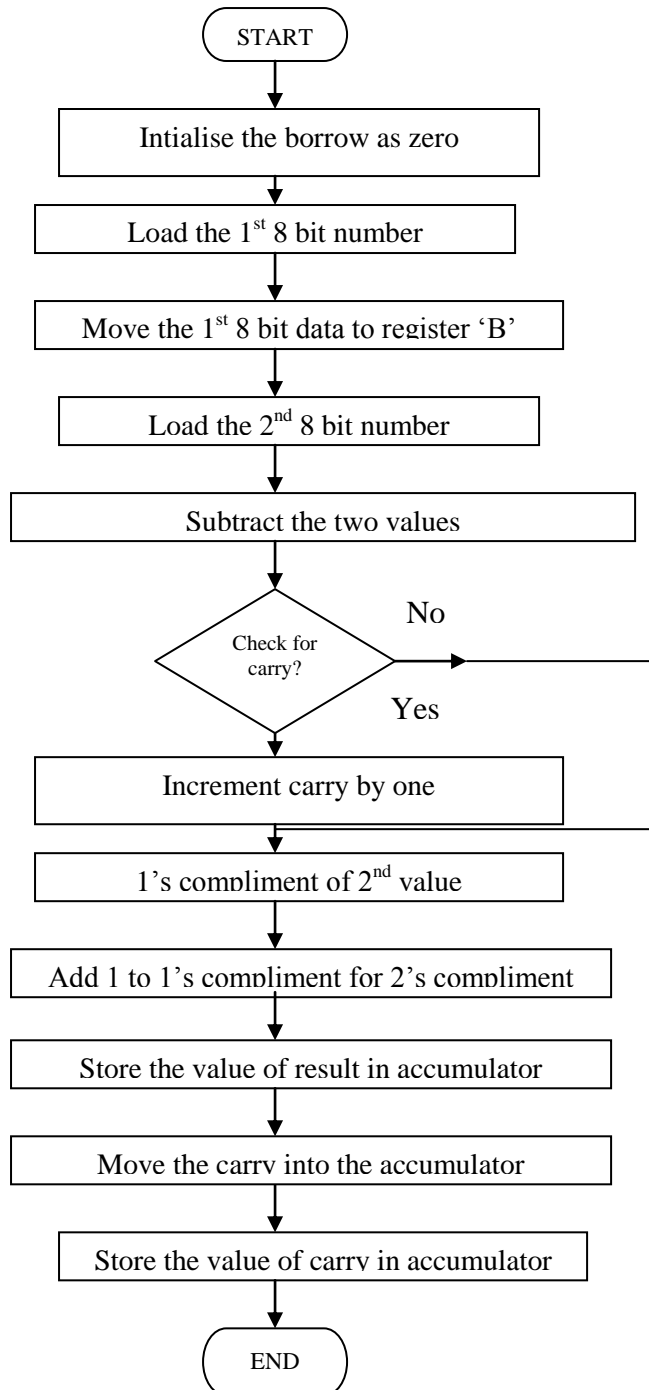 START
Intialise the borrow as zero
Load the 1st 8 bit number
Move the 1st 8 bit data to register ‘B’
Load the 2nd 8 bit number
Subtract the two values
No
Check for
carry?
Yes
Increment carry by one
1’s compliment of 2nd value
Add 1 to 1’s compliment for 2’s compliment
Store the value of result in accumulator
Move the carry into the accumulator
Store the value of carry in accumulator
END